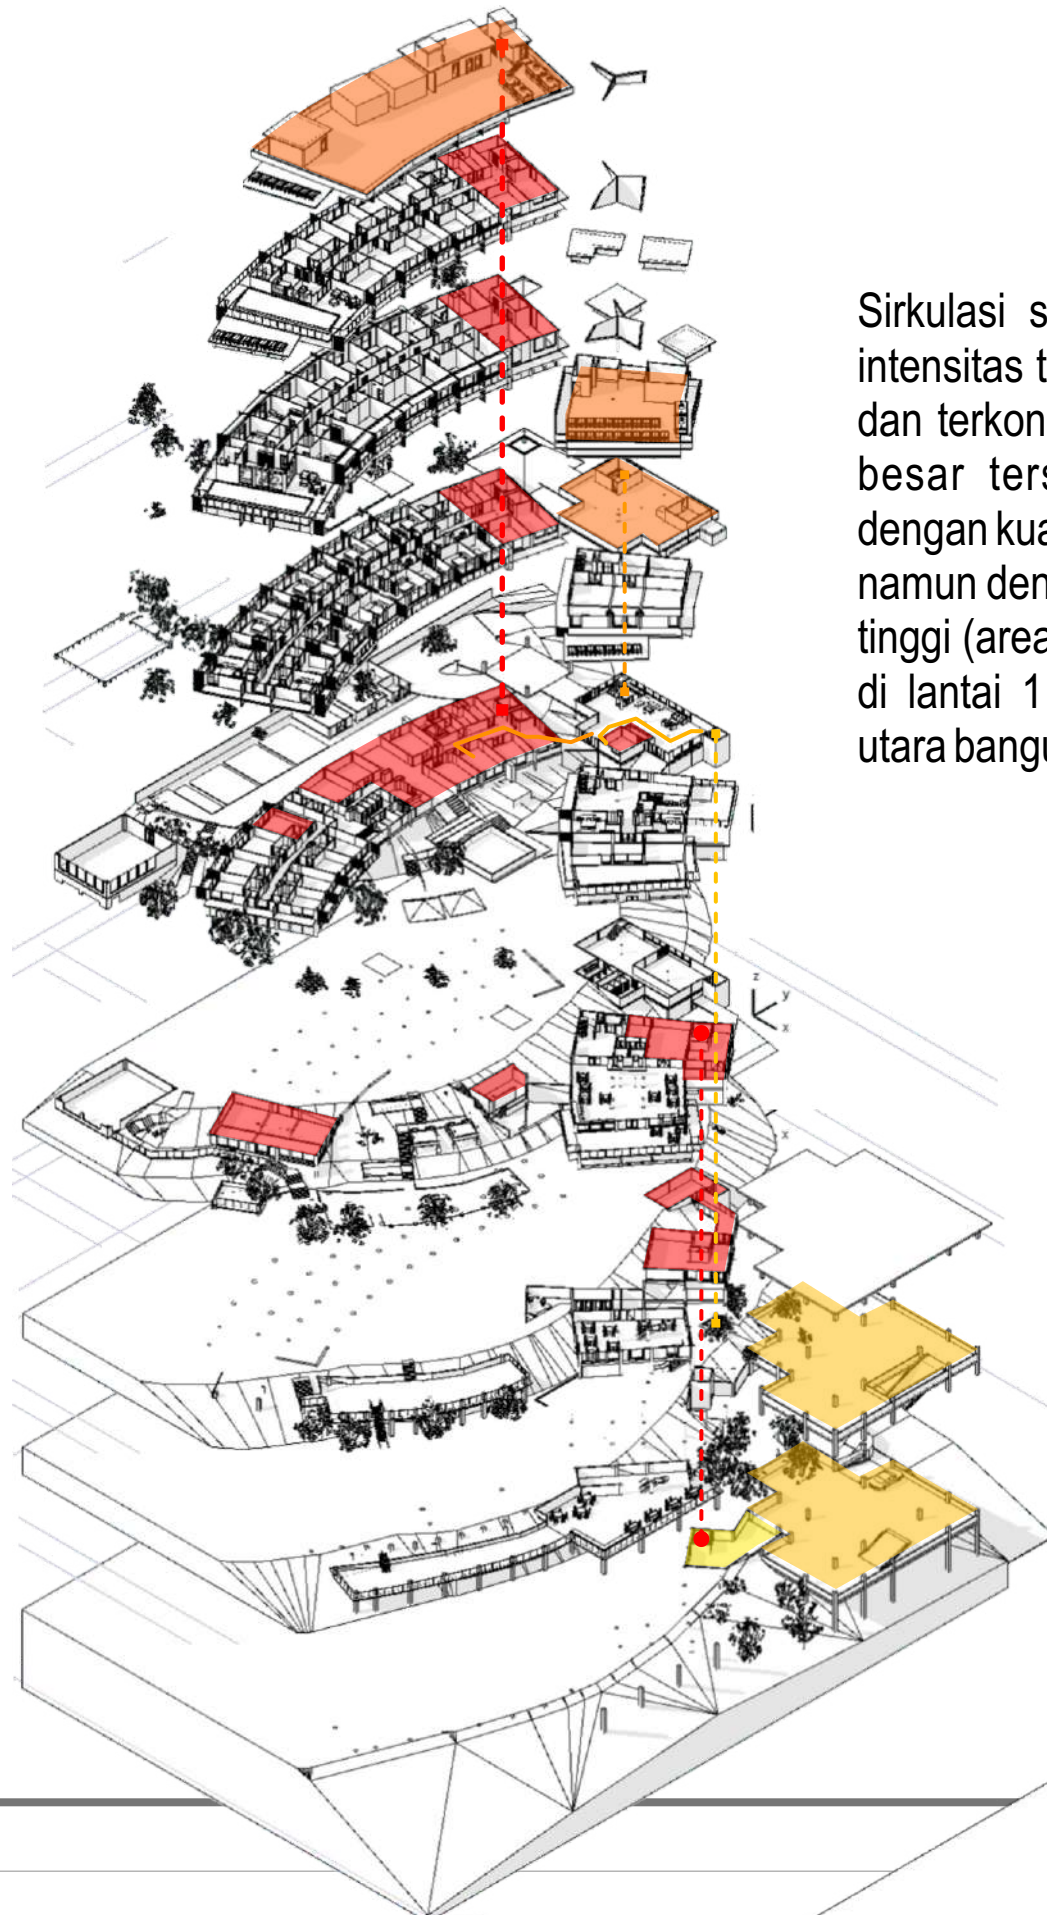 Sirkulasi s
intensitas t
dan terkon
besar ters
dengan kua
namun den
tinggi (area
di lantai 1
utara bangu
z
y
x
x